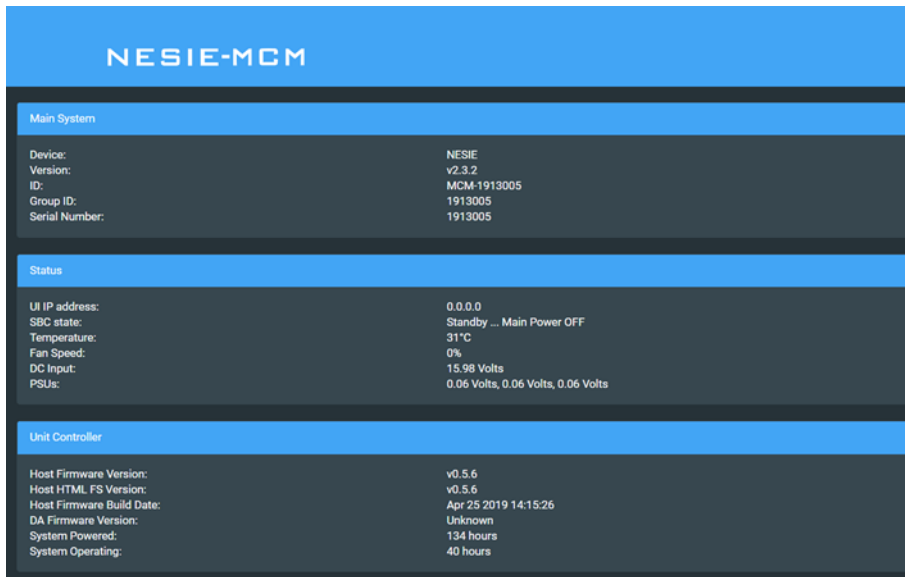 NESIE-MCM
Main System
Device: NESIE
Version: v2.3.2
ID: MCM-1913005
Group ID: 1913005
Serial Number: 1913005
Status
UI IP address: 0.0.0.0
SBC state: Standby ... Main Power OFF
Temperature: 31°C
Fan Speed: 0%
DC Input: 15.98 Volts
PSUs: 0.06 Volts, 0.06 Volts, 0.06 Volts
Unit Controller
Host Firmware Version: v0.5.6
Host HTML FS Version: v0.5.6
Host Firmware Build Date: Apr 25 2019 14:15:26
DA Firmware Version: Unknown
System Powered: 134 hours
System Operating: 40 hours